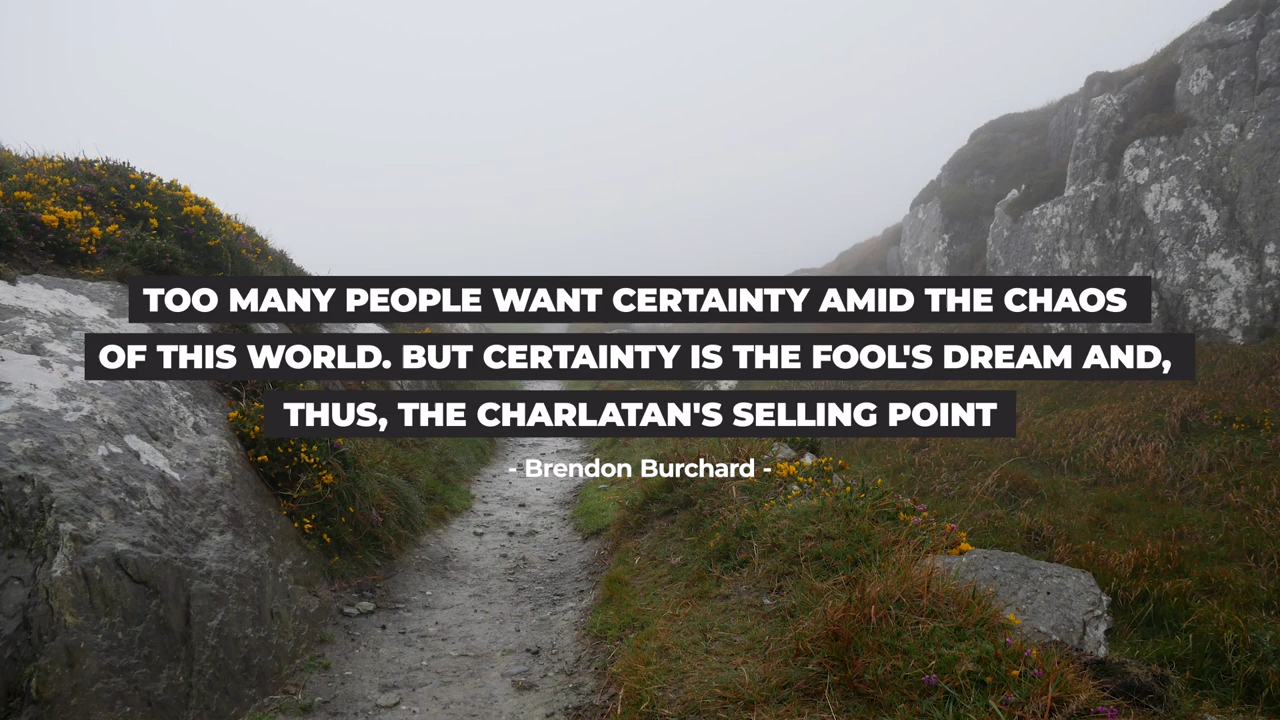 TOO MANY PEOPLE WANT CERTAINTY AMID THE CHAOS
OF THIS WORLD. BUT CERTAINTY IS THE FOOL'S DREAM AND,
THUS, THE CHARLATAN'S SELLING POINT
- Brendon Burchard -